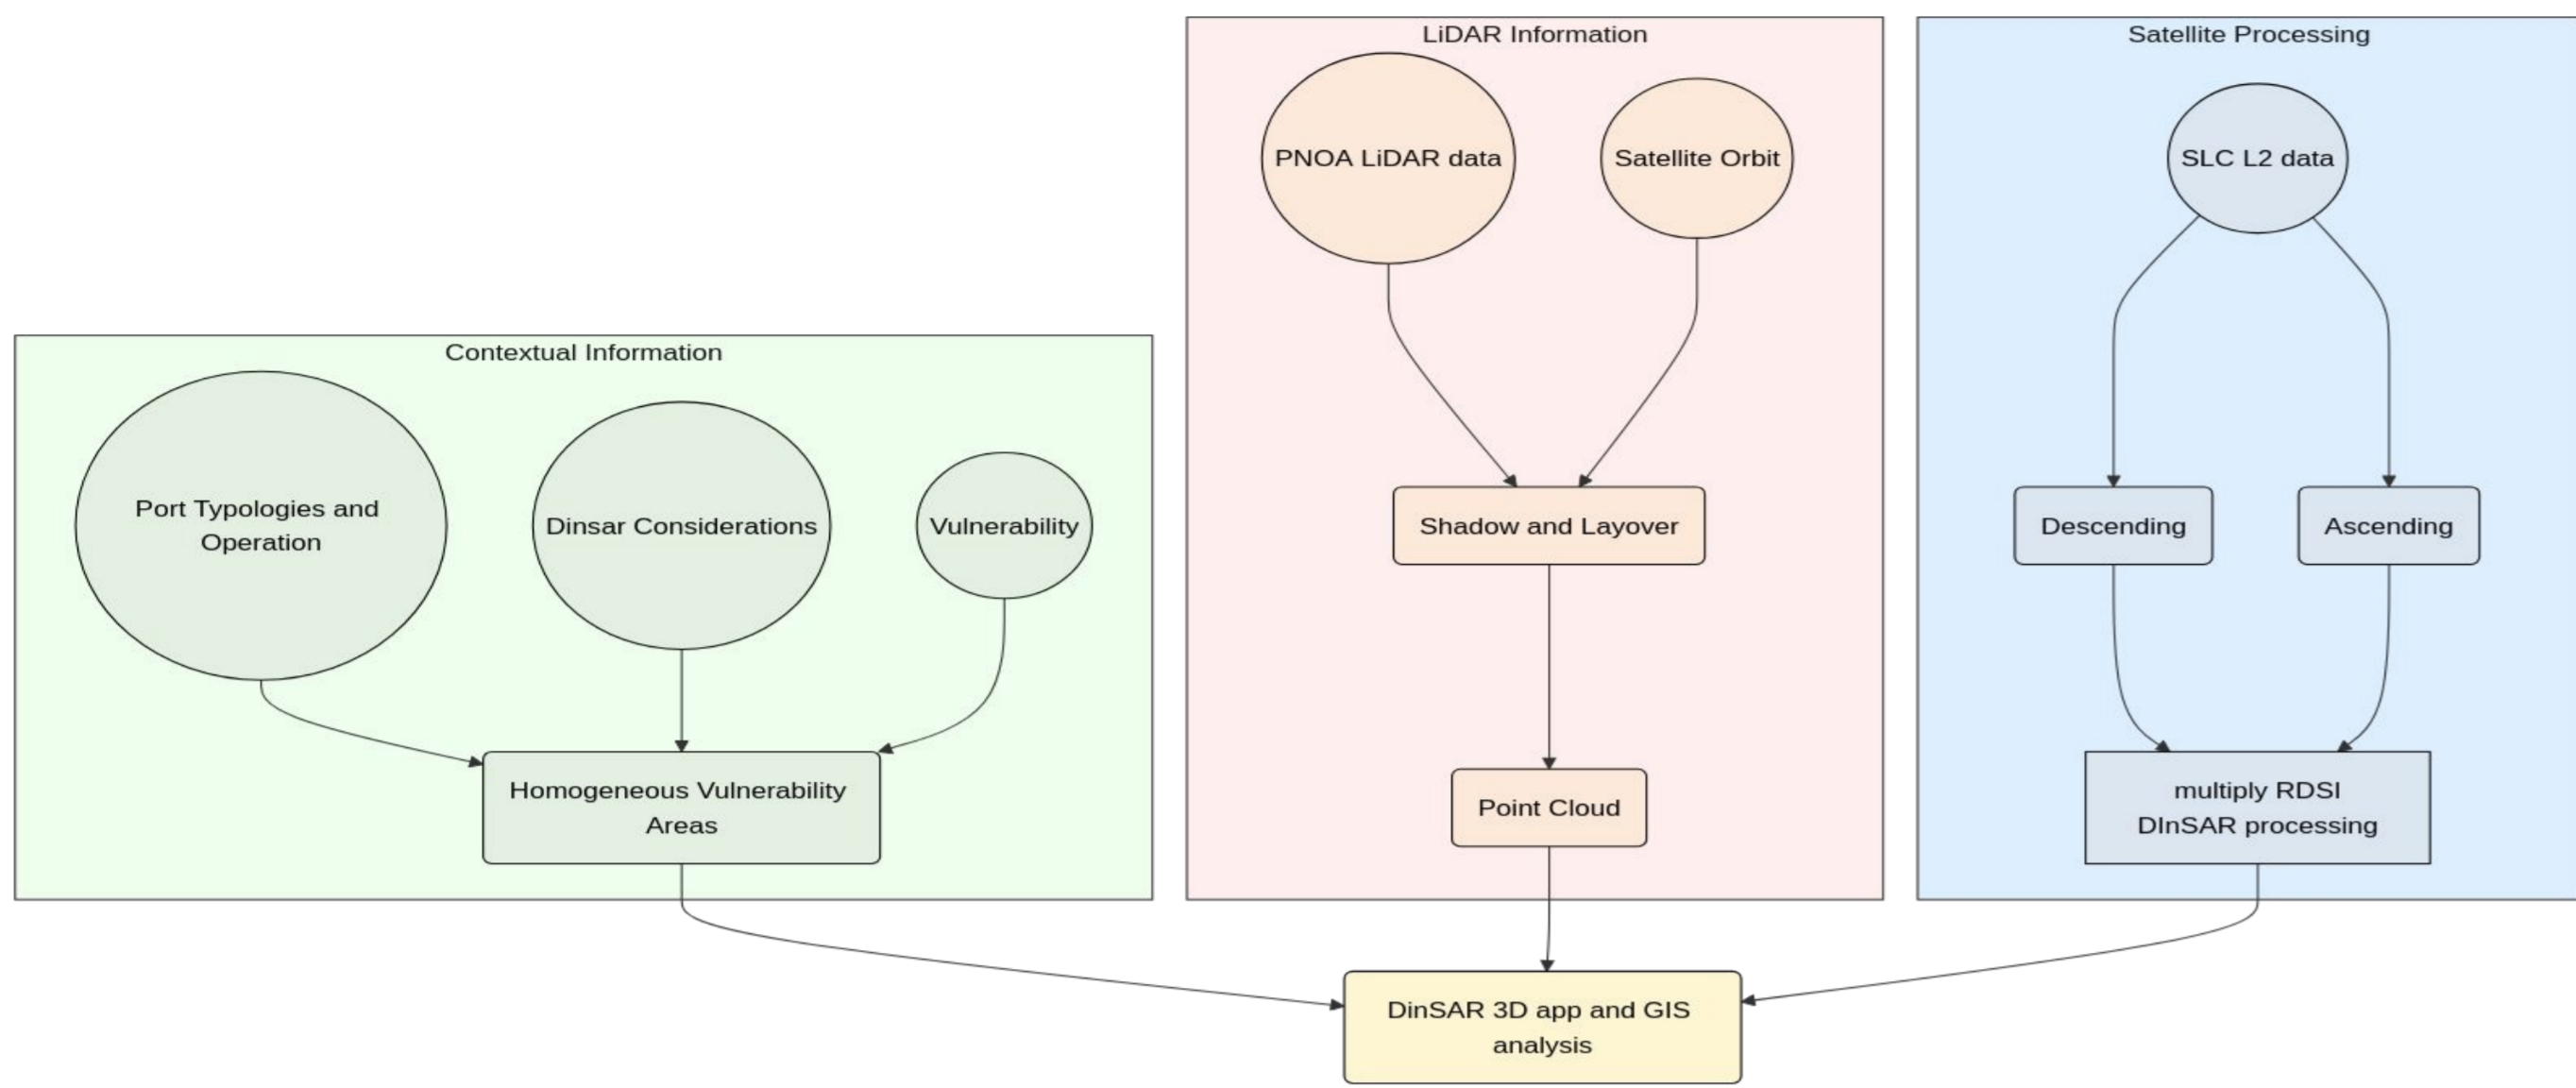 LiDAR Information
Satellite Processing
PNOA LiDAR data
Satellite Orbit
SLC L2 data
Contextual Information
Port Typologies and
Operation
Dinsar Considerations
Vulnerability
Shadow and Layover
Descending
Ascending
Homogeneous Vulnerability
Areas
Point Cloud
multiply RDSI
DInSAR processing
DinSAR 3D app and GIS
analysis